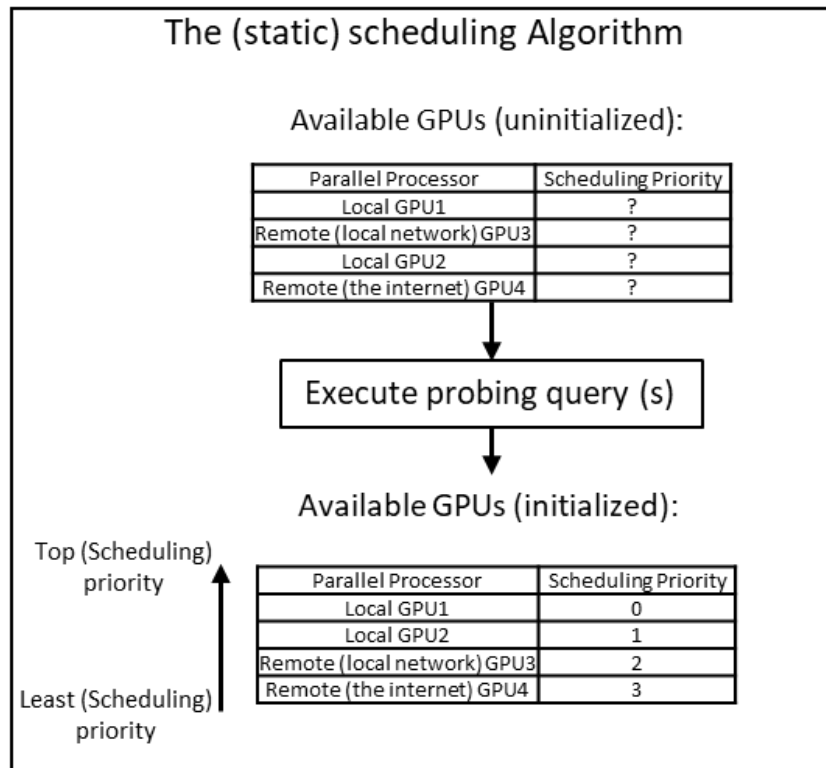 The (static) scheduling Algorithm
Available GPUs (uninitialized):
Parallel Processor Scheduling Priority
Local GPU1 ?
Remote (local network) GPU3 ?
Local GPU2 ?
Remote (the internet) GPU4 ?
Execute probing query (s)
Available GPUs (initialized):
Top (Scheduling)
priority
Parallel Processor Scheduling Priority
Local GPU1 0
Local GPU2 1
Remote (local network) GPU3 2
Remote (the internet) GPU4 3
Least (Scheduling)
priority